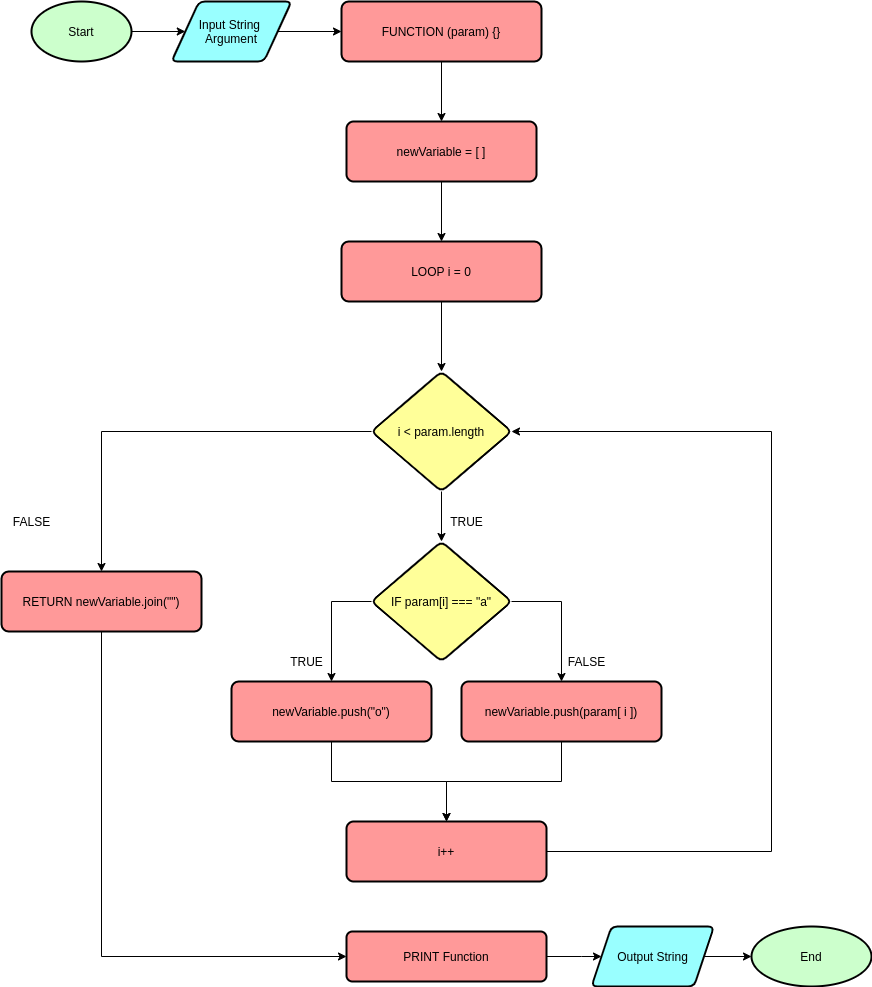 Start
Input String
Argument
FUNCTION (param) {}
newVariable = [ ]
LOOP i = 0
i < param.length
FALSE
TRUE
RETURN newVariable.join("")
IF param[i] === "a"
TRUE
FALSE
newVariable.push("o")
newVariable.push(param[ i ])
i++
PRINT Function
Output String
End